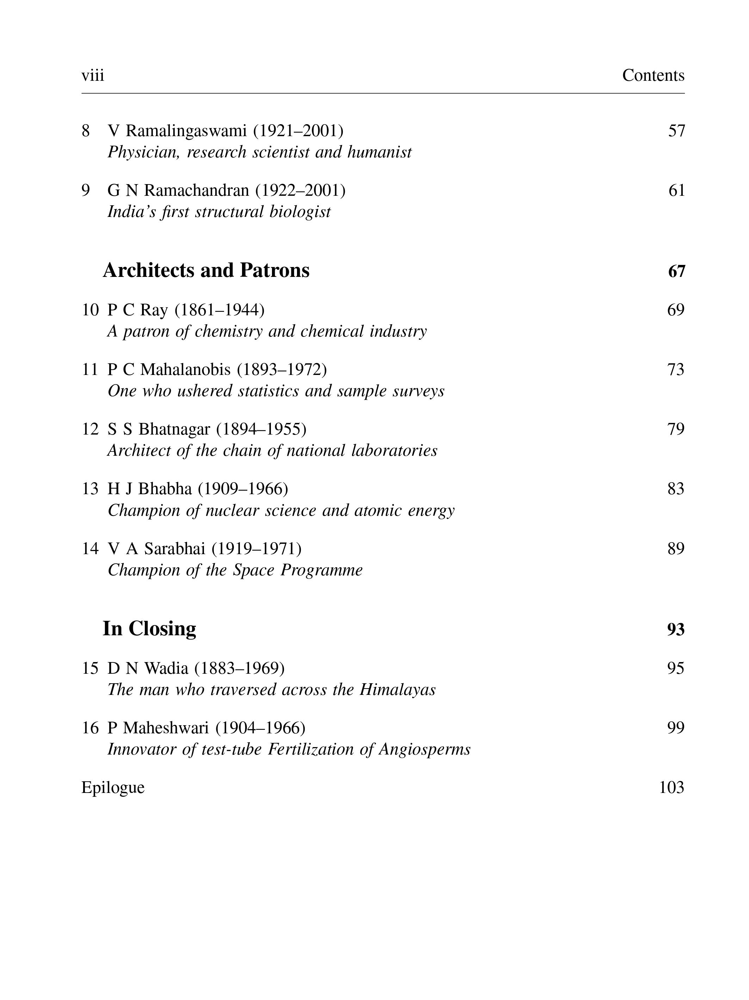 viii Contents
8 V Ramalingaswami (1921–2001) 57
Physician, research scientist and humanist
9 G N Ramachandran (1922–2001) 61
India’s first structural biologist
Architects and Patrons 67
10 P C Ray (1861–1944) 69
A patron of chemistry and chemical industry
11 P C Mahalanobis (1893–1972) 73
One who ushered statistics and sample surveys
12 S S Bhatnagar (1894–1955) 79
Architect of the chain of national laboratories
13 H J Bhabha (1909–1966) 83
Champion of nuclear science and atomic energy
14 V A Sarabhai (1919–1971) 89
Champion of the Space Programme
In Closing 93
15 D N Wadia (1883–1969) 95
The man who traversed across the Himalayas
16 P Maheshwari (1904–1966) 99
Innovator of test-tube Fertilization of Angiosperms
Epilogue 103